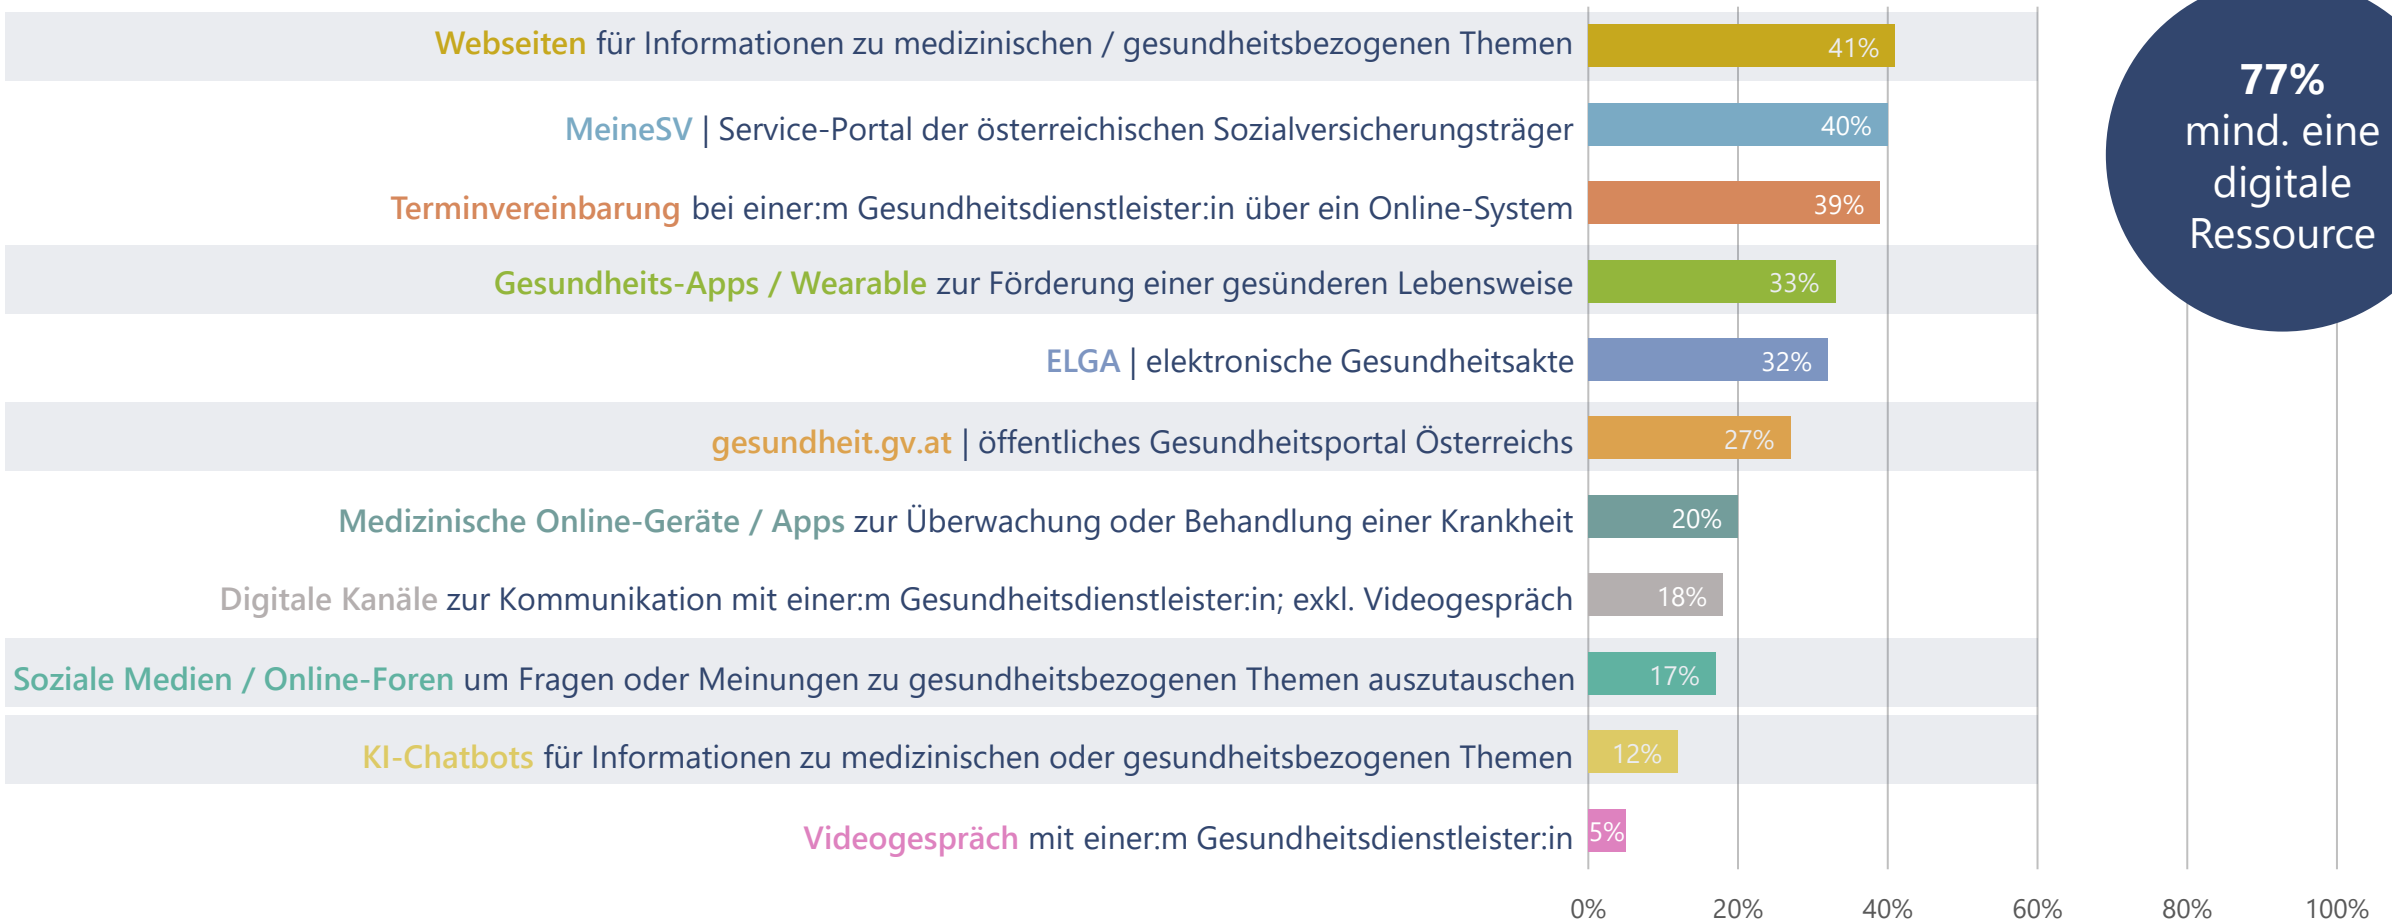 Webseiten für Informationen zu medizinischen / gesundheitsbezogenen Themen 41%
MeineSV | Service-Portal der österreichischen Sozialversicherungsträger 40%
Terminvereinbarung bei einer:m Gesundheitsdienstleister:in über ein Online-System 39%
Gesundheits-Apps / Wearable zur Förderung einer gesünderen Lebensweise 33%
ELGA | elektronische Gesundheitsakte 32%
gesundheit.gv.at | öffentliches Gesundheitsportal Österreichs 27%
Medizinische Online-Geräte / Apps zur Überwachung oder Behandlung einer Krankheit 20%
Digitale Kanäle zur Kommunikation mit einer:m Gesundheitsdienstleister:in; exkl. Videogespräch 18%
Soziale Medien / Online-Foren um Fragen oder Meinungen zu gesundheitsbezogenen Themen auszutauschen 17%
KI-Chatbots für Informationen zu medizinischen oder gesundheitsbezogenen Themen 12%
Videogespräch mit einer:m Gesundheitsdienstleister:in 5%
0% 20% 40% 60% 80% 100%
77%
mind. eine
digitale
Ressource